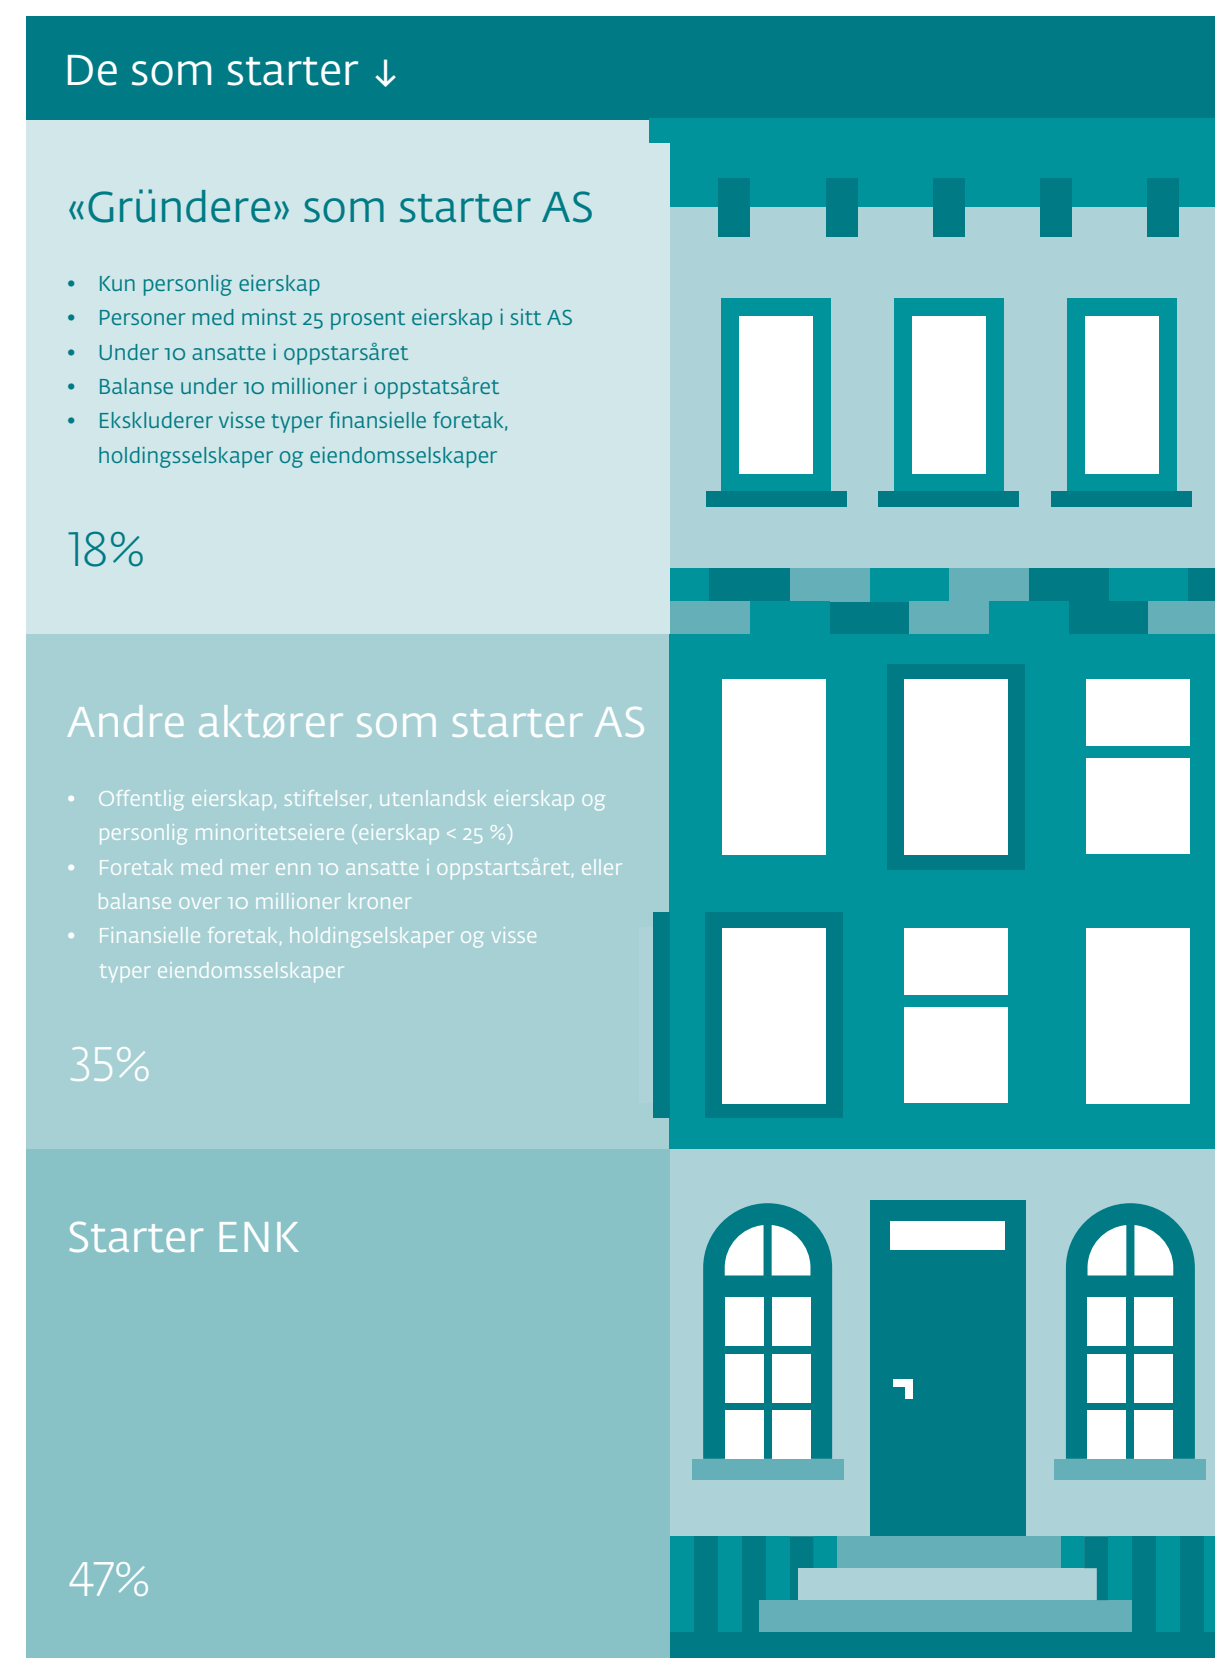 De som starter ↓
«Gründere» som starter AS
• Kun personlig eierskap
• Personer med minst 25 prosent eierskap i sitt AS
• Under 10 ansatte i oppstarsåret
• Balanse under 10 millioner i oppstatsåret
• Ekskluderer visse typer finansielle foretak,
holdingsselskaper og eiendomsselskaper
18%
Andre aktører som starter AS
• Offentlig eierskap, stiftelser, utenlandsk eierskap og
personlig minoritetseiere (eierskap < 25 %)
• Foretak med mer enn 10 ansatte i oppstartsåret, eller
balanse over 10 millioner kroner
• Finansielle foretak, holdingselskaper og visse
typer eiendomsselskaper
35%
Starter ENK
47%